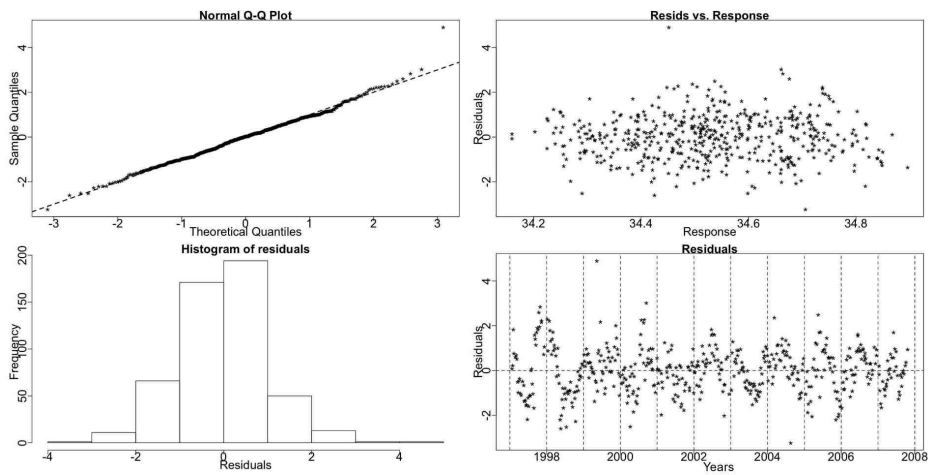 Normal Q-Q Plot
Sample Quantiles
-2 0 2 4
-3 -2 -1 0 1 2 3
Theoretical Quantiles
Resids vs. Response
Residuals
-2 0 2 4
34.2 34.4 34.6 34.8
Response
Histogram of residuals
Frequency
0 50 100 150 200
-4 -2 0 2 4
Residuals
Residuals
Residuals
-2 0 2 4
1998 2000 2002 2004 2006 2008
Years